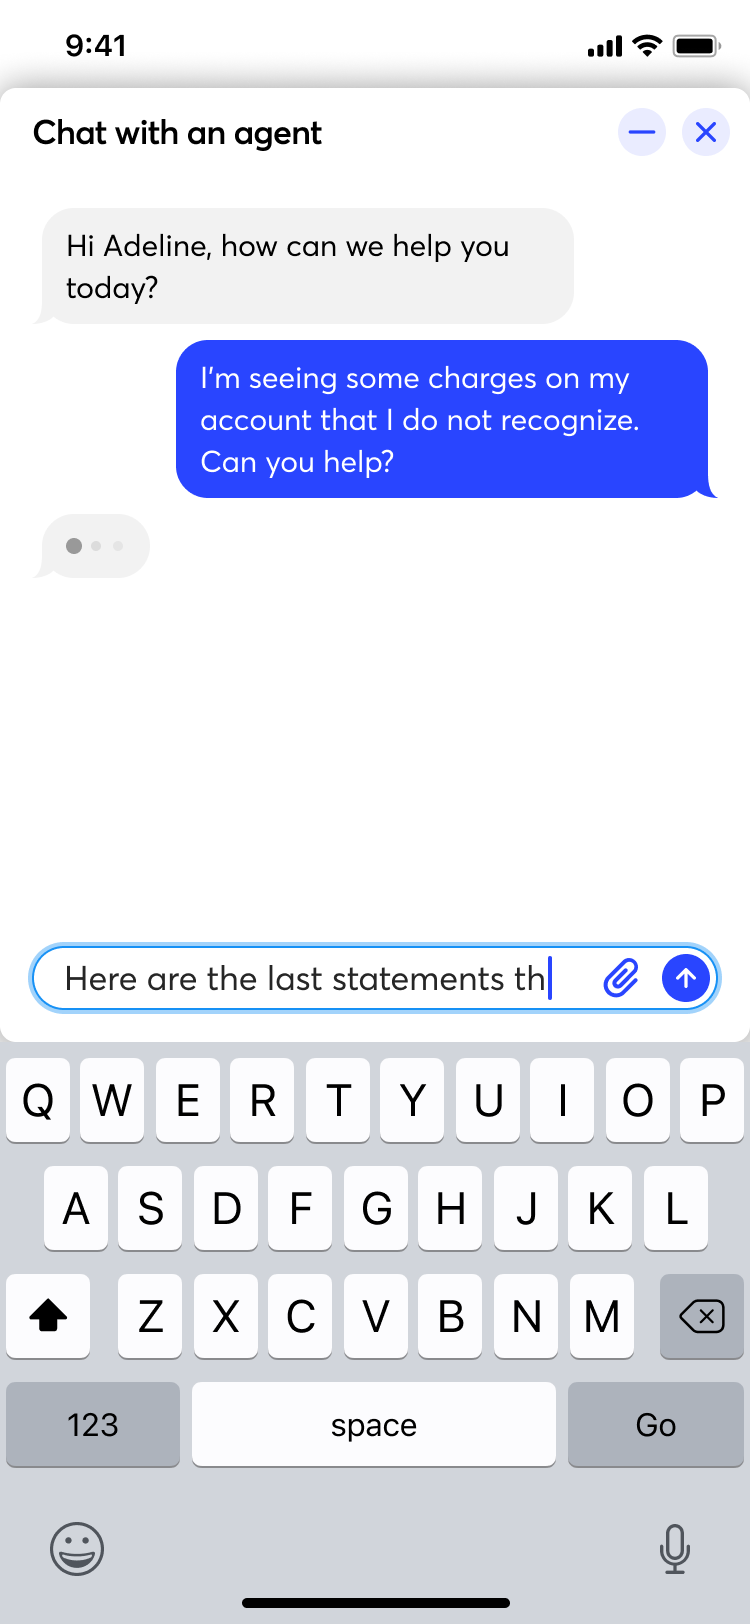 9:41
Chat with an agent
Hi Adeline, how can we help you
today?
I'm seeing some charges on my
account that I do not recognize.
Can you help?
Here are the last statements th
Q W E R T Y U I O P
A S D F G H J K L
Z X C V B N M
123 space Go